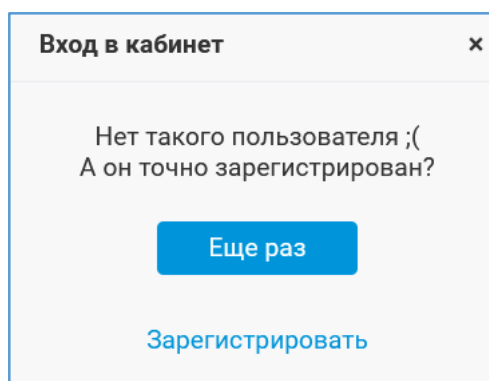 Вход в кабинет ×
Нет такого пользователя ;(
А он точно зарегистрирован?
Еще раз
Зарегистрировать